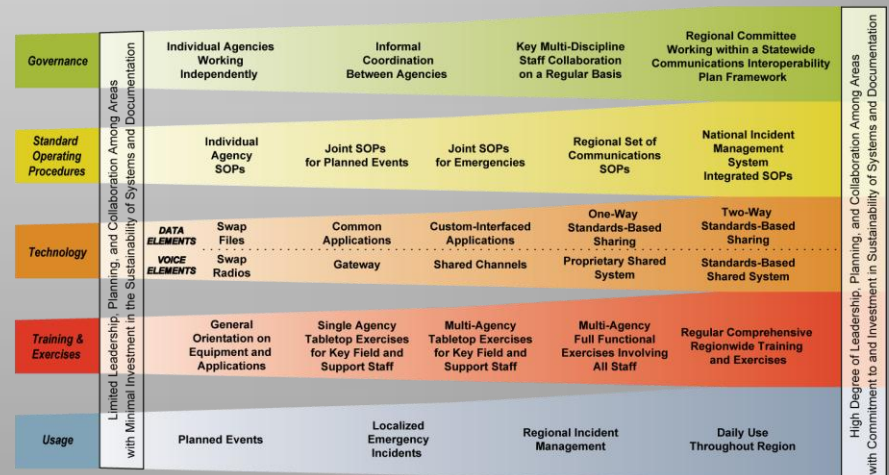 Limited Leadership, Planning, and Collaboration Among Areas
with Minimal Investment in the Sustainability of Systems and Documentation
Governance
Individual Agencies
Working
Independently
Informal
Coordination
Between Agencies
Key Multi-Discipline
Staff Collaboration
on a Regular Basis
Regional Committee
Working within a Statewide
Communications Interoperability
Plan Framework
Standard
Operating
Procedures
Individual
Agency
SOPs
Joint SOPs
for Planned Events
Joint SOPs
for Emergencies
Regional Set of
Communications
SOPs
National Incident
Management
System
Integrated SOPs
Technology
DATA
ELEMENTS
Swap
Files
Common
Applications
Custom-Interfaced
Applications
One-Way
Standards-Based
Sharing
Two-Way
Standards-Based
Sharing
VOICE
ELEMENTS
Swap
Radios
Gateway
Shared Channels
Proprietary Shared
System
Standards-Based
Shared System
Training &
Exercises
General
Orientation on
Equipment and
Applications
Single Agency
Tabletop Exercises
for Key Field and
Support Staff
Multi-Agency
Tabletop Exercises
for Key Field and
Support Staff
Multi-Agency
Full Functional
Exercises Involving
All Staff
Regular Comprehensive
Regionwide Training
and Exercises
Usage
Planned Events
Localized
Emergency
Incidents
Regional Incident
Management
Daily Use
Throughout Region
High Degree of Leadership, Planning, and Collaboration Among Areas
with Commitment to and Investment in Sustainability of Systems and Documentation